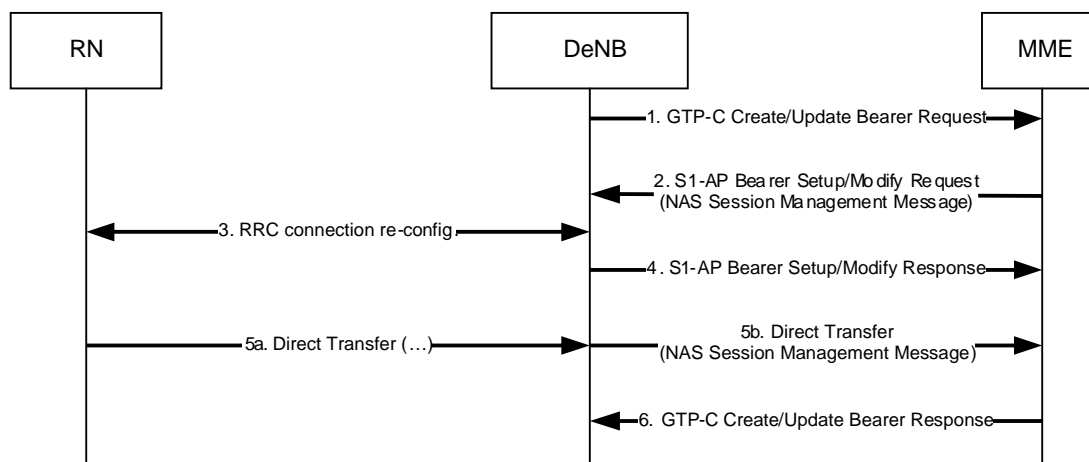 RN
DeNB
MME
1. GTP-C Create/Update Bearer Request
2. S1-AP Bearer Setup/Modify Request
(NAS Session Management Message)
3. RRC connection re-config.
4. S1-AP Bearer Setup/Modify Response
5a. Direct Transfer (…)
5b. Direct Transfer
(NAS Session Management Message)
6. GTP-C Create/Update Bearer Response